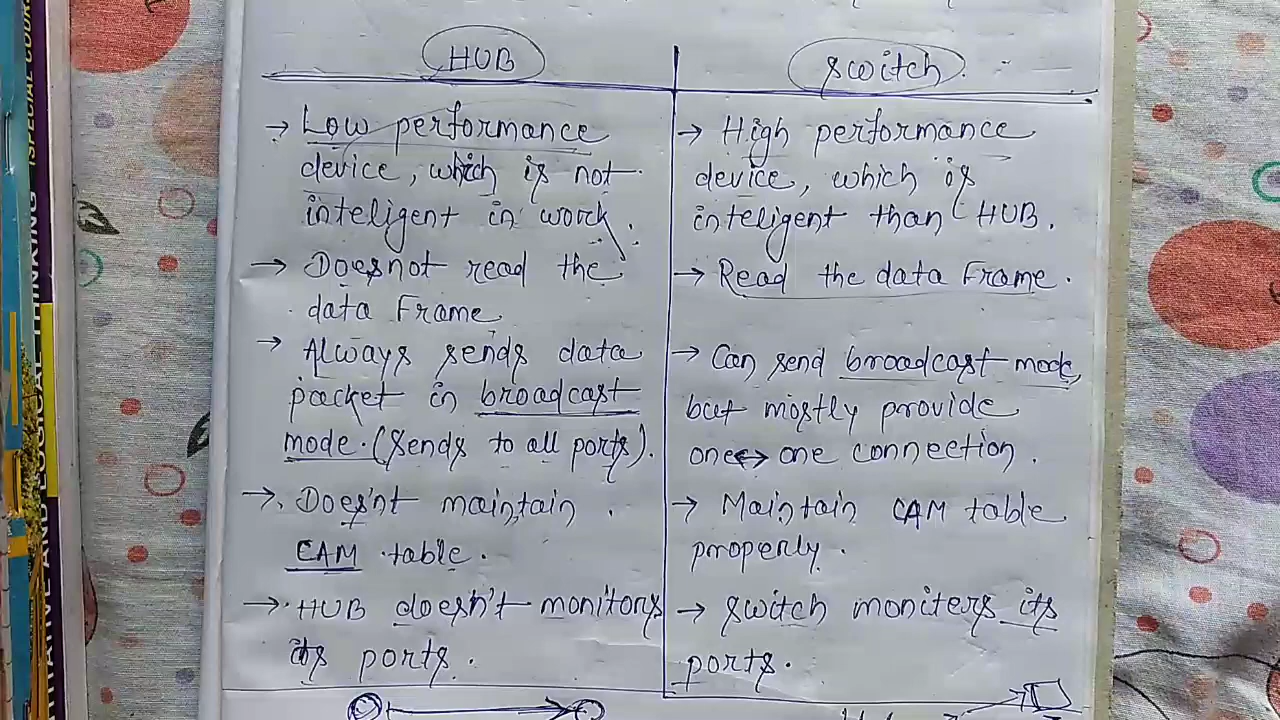 HUB
Low performance
device, which is not
inteligent in work.
→ Doesnot read the
data Frame
→ Always sends data
packet in broadcast
mode. (sends to all ports).
→ Does'nt maintain.
CAM table.
→ HUB doesn't monitors
its ports.
switch
→ High performance
device, which is
inteligent than HUB.
→ Read the data Frame.
→ Can send broadcast mode,
but mostly provide
one↔one connection.
→ Maintain CAM table
properly.
→ switch moniters its
ports.